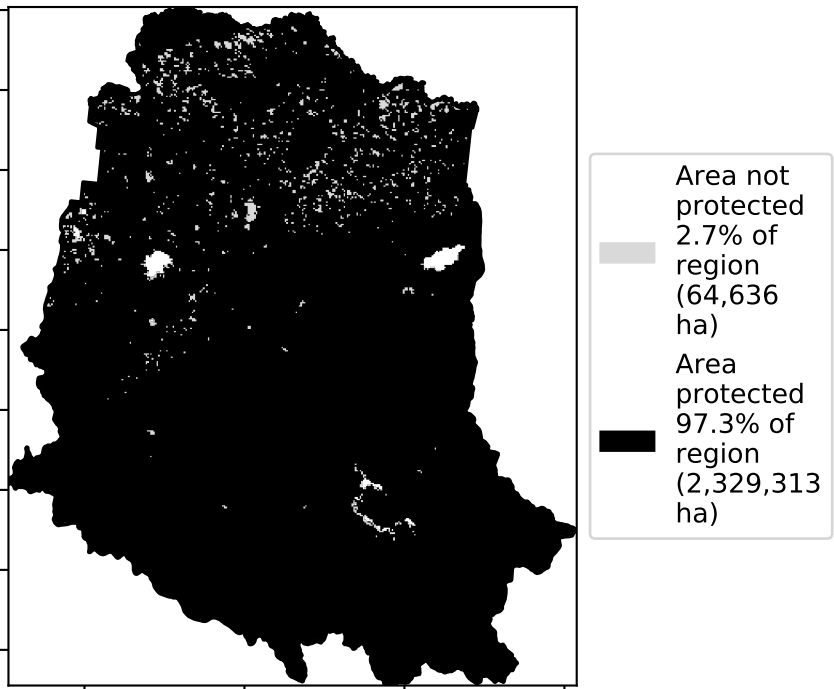 Area not
protected
2.7% of
region
(64,636
ha)
Area
protected
97.3% of
region
(2,329,313
ha)